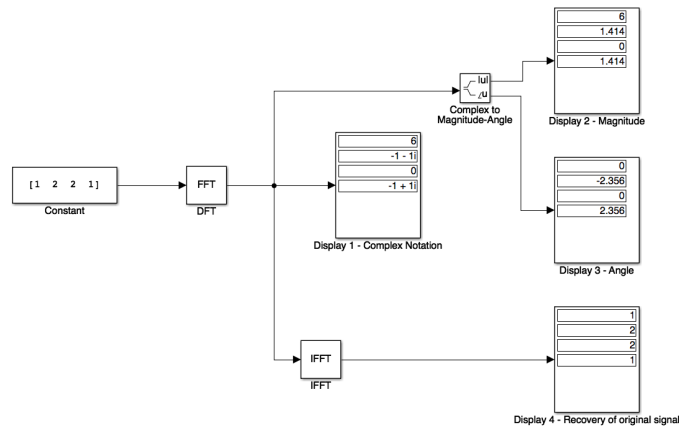 [1 2 2 1]
Constant
FFT
DFT
6
-1 - 1i
0
-1 + 1i
Display 1 - Complex Notation
|u|
∠u
Complex to
Magnitude-Angle
6
1.414
0
1.414
Display 2 - Magnitude
0
-2.356
0
2.356
Display 3 - Angle
IFFT
IFFT
1
2
2
1
Display 4 - Recovery of original signal